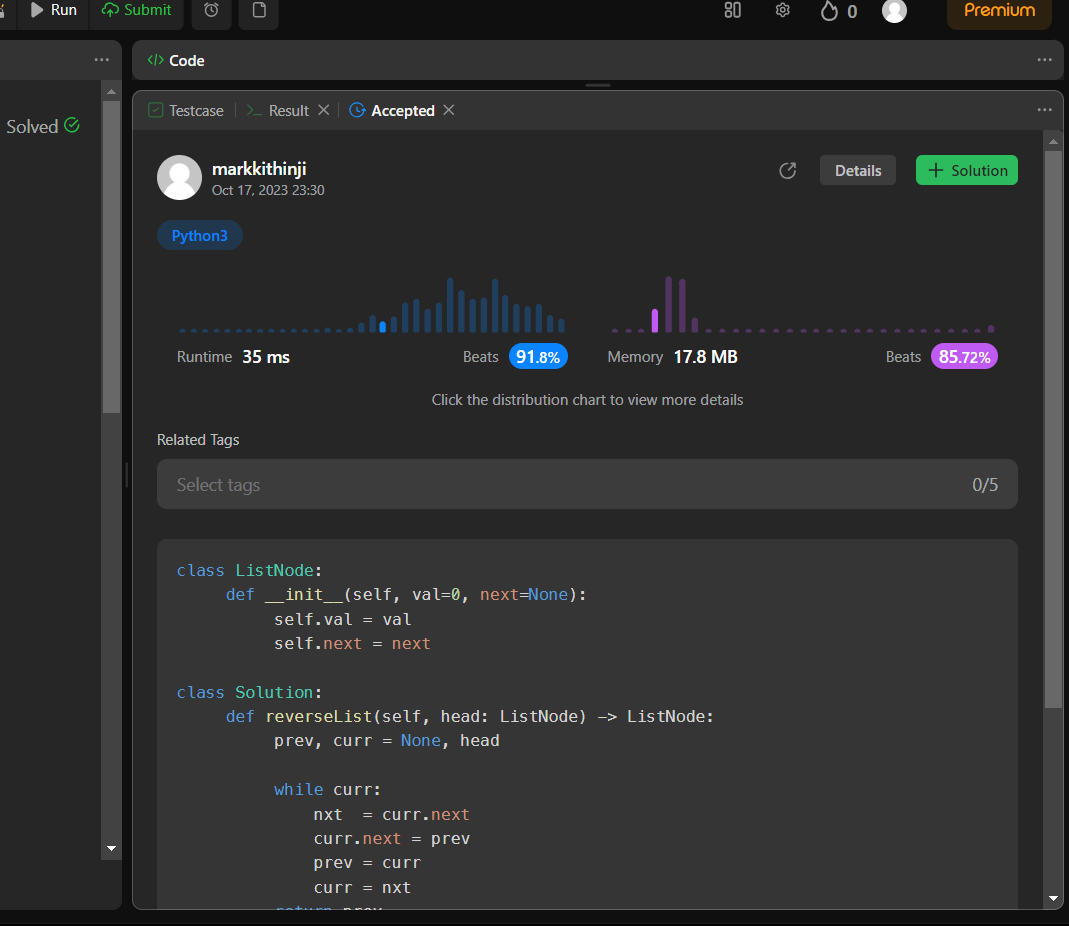 Run Submit 0 Premium
Solved
</> Code
Testcase Result Accepted
markkithinji
Oct 17, 2023 23:30
Details
+ Solution
Python3
Runtime 35 ms Beats 91.8% Memory 17.8 MB Beats 85.72%
Click the distribution chart to view more details
Related Tags
Select tags 0/5
class ListNode:
    def __init__(self, val=0, next=None):
        self.val = val
        self.next = next
class Solution:
    def reverseList(self, head: ListNode) -> ListNode:
        prev, curr = None, head
        while curr:
            nxt  = curr.next
            curr.next = prev
            prev = curr
            curr = nxt
        return prev